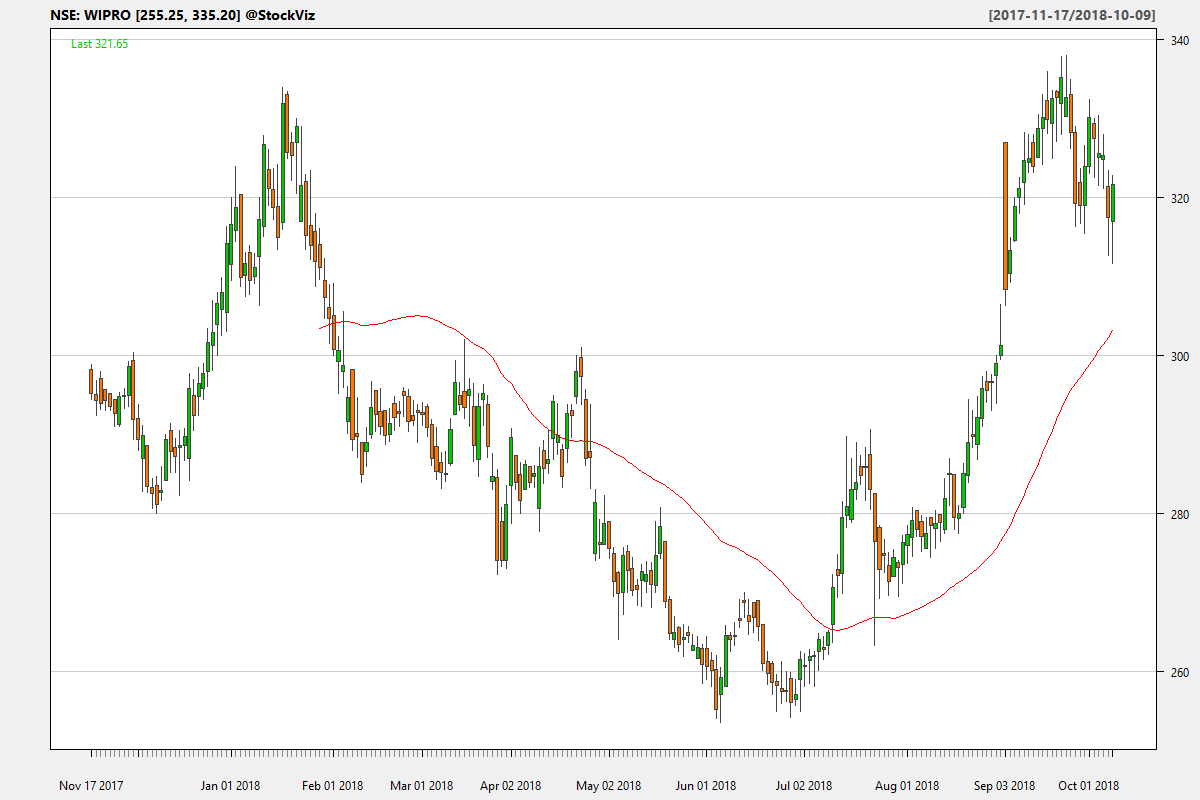 NSE: WIPRO [255.25, 335.20] @StockViz
[2017-11-17/2018-10-09]
Last 321.65
340
320
300
280
260
Nov 17 2017
Jan 01 2018
Feb 01 2018
Mar 01 2018
Apr 02 2018
May 02 2018
Jun 01 2018
Jul 02 2018
Aug 01 2018
Sep 03 2018
Oct 01 2018